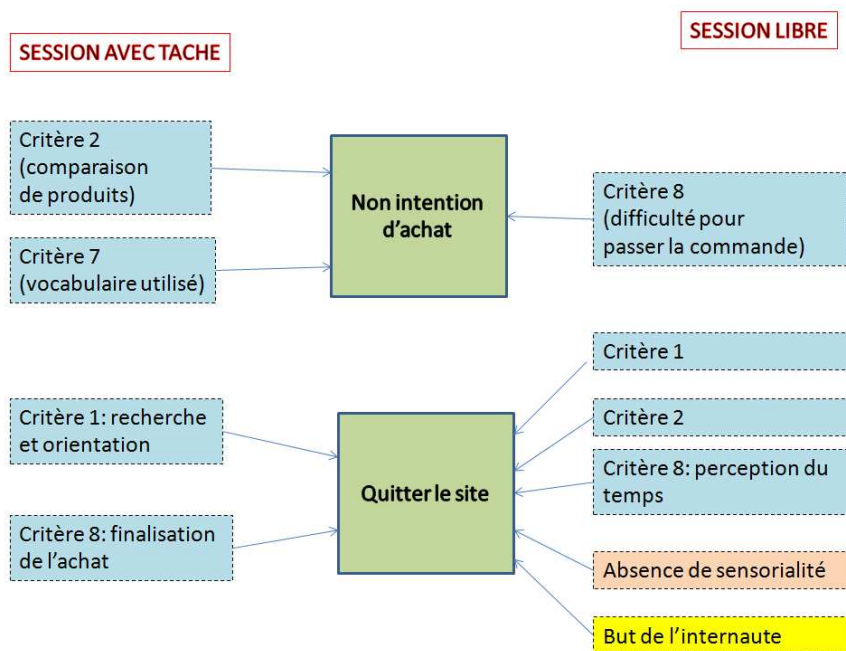 SESSION AVEC TACHE
SESSION LIBRE
Critère 2
(comparaison
de produits)
Critère 7
(vocabulaire utilisé)
Non intention
d'achat
Critère 8
(difficulté pour
passer la commande)
Critère 1: recherche
et orientation
Critère 8: finalisation
de l'achat
Quitter le site
Critère 1
Critère 2
Critère 8: perception du
temps
Absence de sensorialité
But de l'internaute